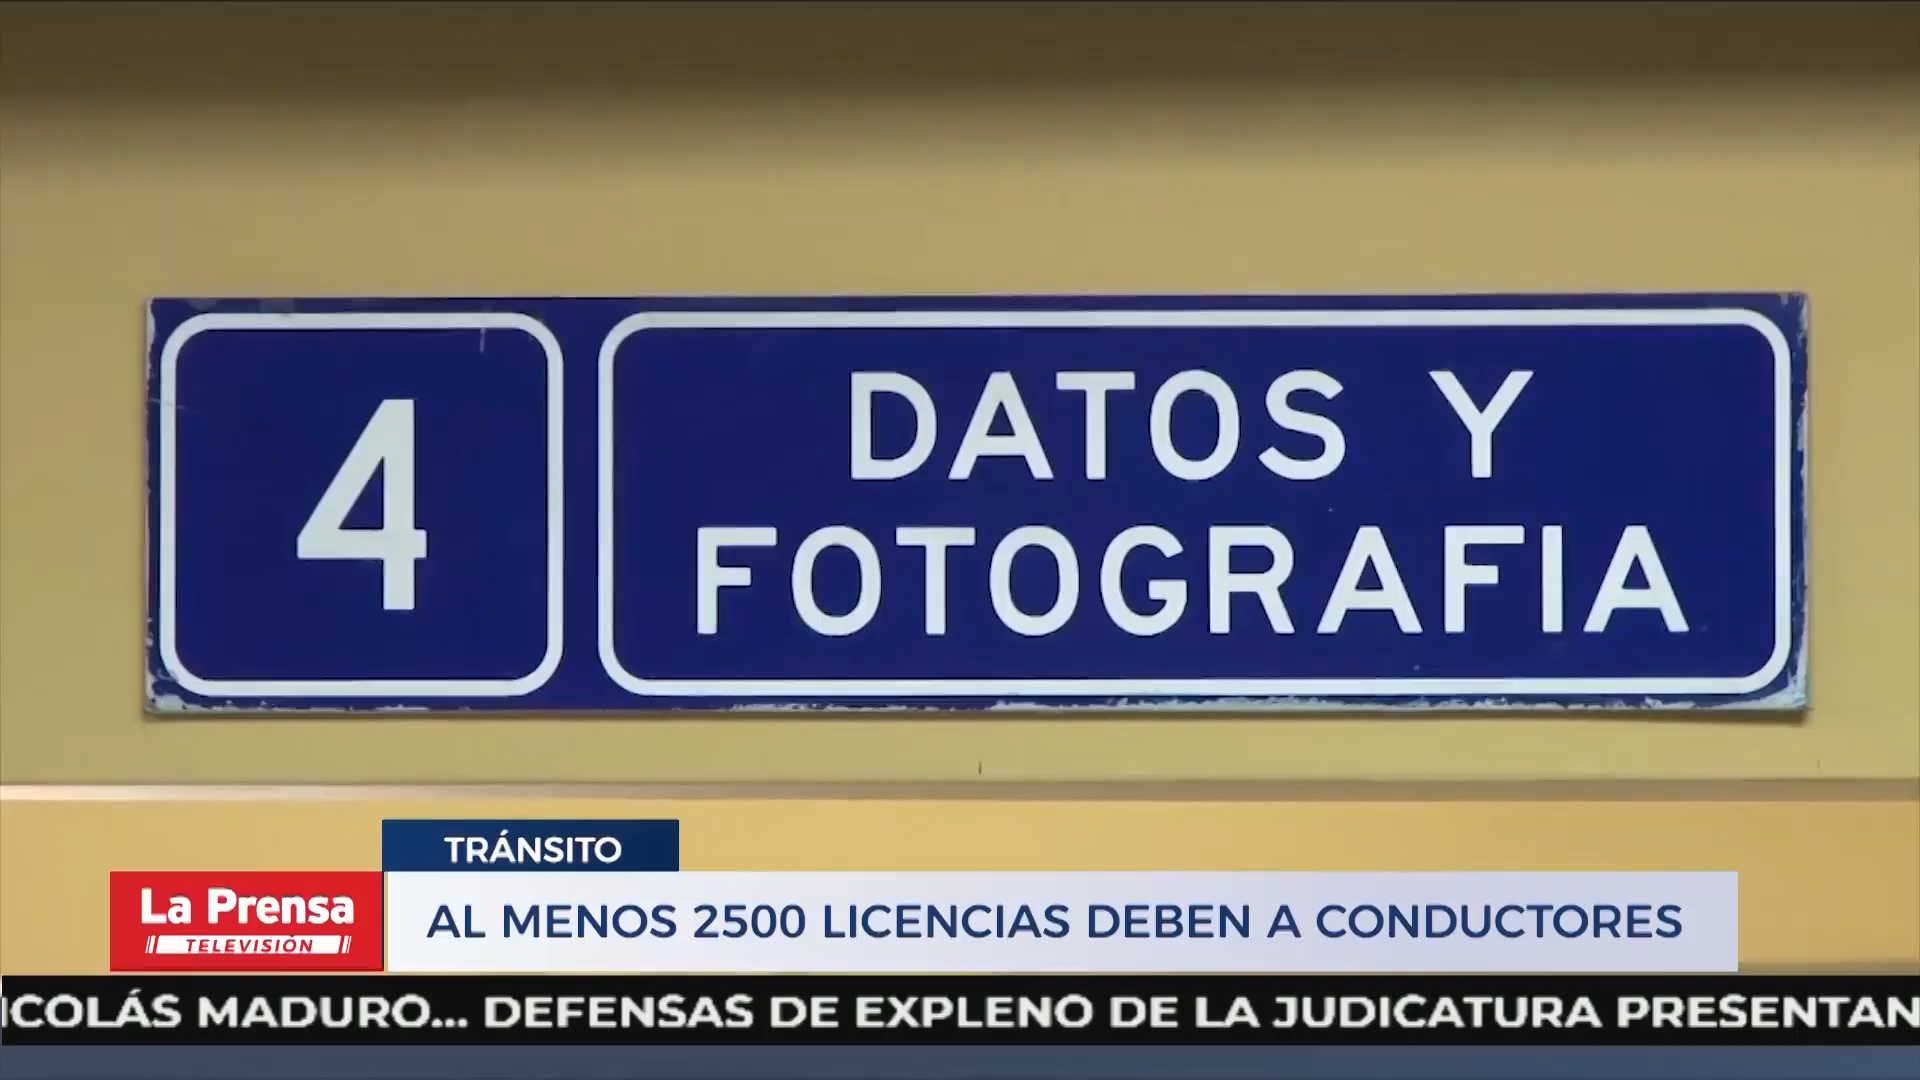 4
DATOS Y
FOTOGRAFIA
TRÁNSITO
La Prensa
TELEVISIÓN
AL MENOS 2500 LICENCIAS DEBEN A CONDUCTORES
ICOLÁS MADURO... DEFENSAS DE EXPLENO DE LA JUDICATURA PRESENTAN